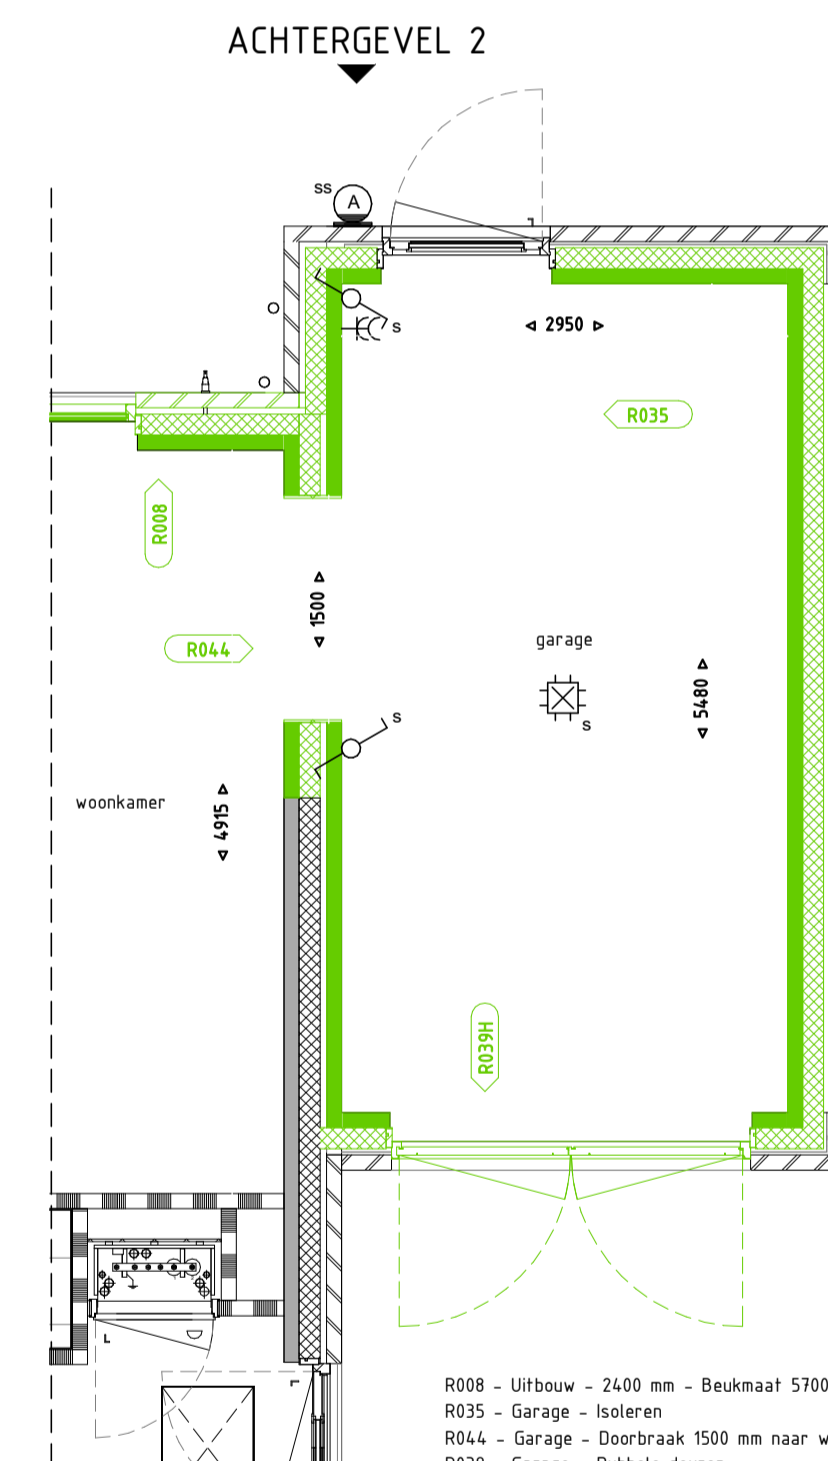 ACHTERGEVEL 2
SS
A
S
2950
R035
R008
1500
R044
garage
S
S
5480
woonkamer
4915
R039H
R008 - Uitbouw - 2400 mm - Beukmaat 5700
R035 - Garage - Isoleren
R044 - Garage - Doorbraak 1500 mm naar w